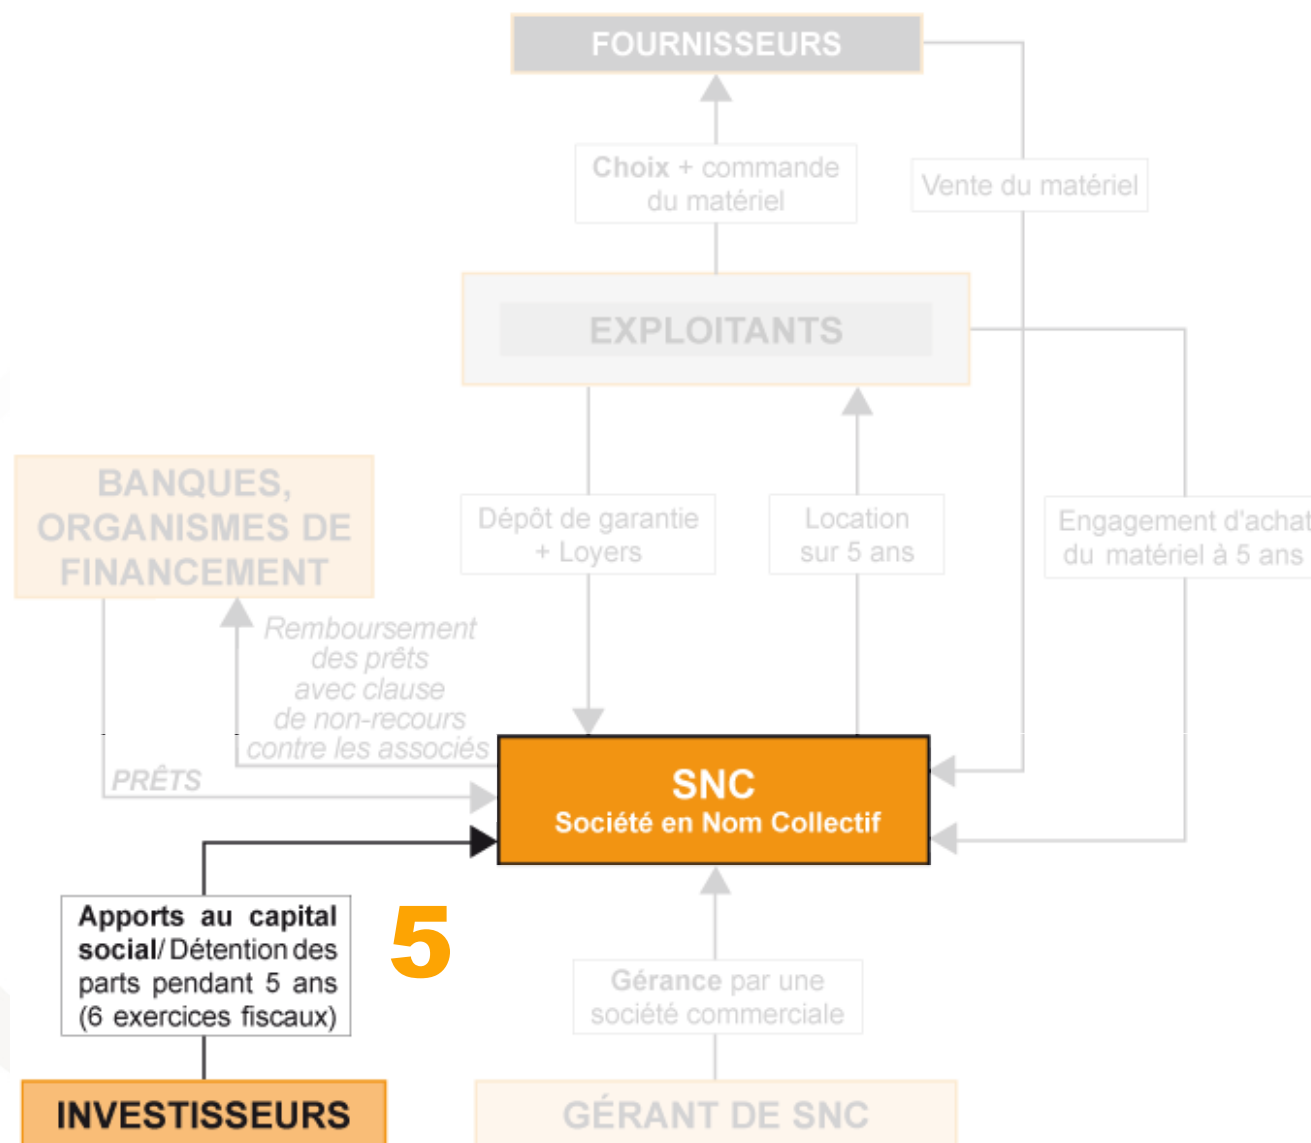 FOURNISSEURS
Choix + commande
du matériel
Vente du matériel
EXPLOITANTS
BANQUES,
ORGANISMES DE
FINANCEMENT
Dépôt de garantie
+ Loyers
Location
sur 5 ans
Engagement d'achat
du matériel à 5 ans
Remboursement
des prêts
avec clause
de non-recours
contre les associés
PRÊTS
SNC
Société en Nom Collectif
Apports au capital
social/ Détention des
parts pendant 5 ans
(6 exercices fiscaux)
5
Gérance par une
société commerciale
INVESTISSEURS
GÉRANT DE SNC